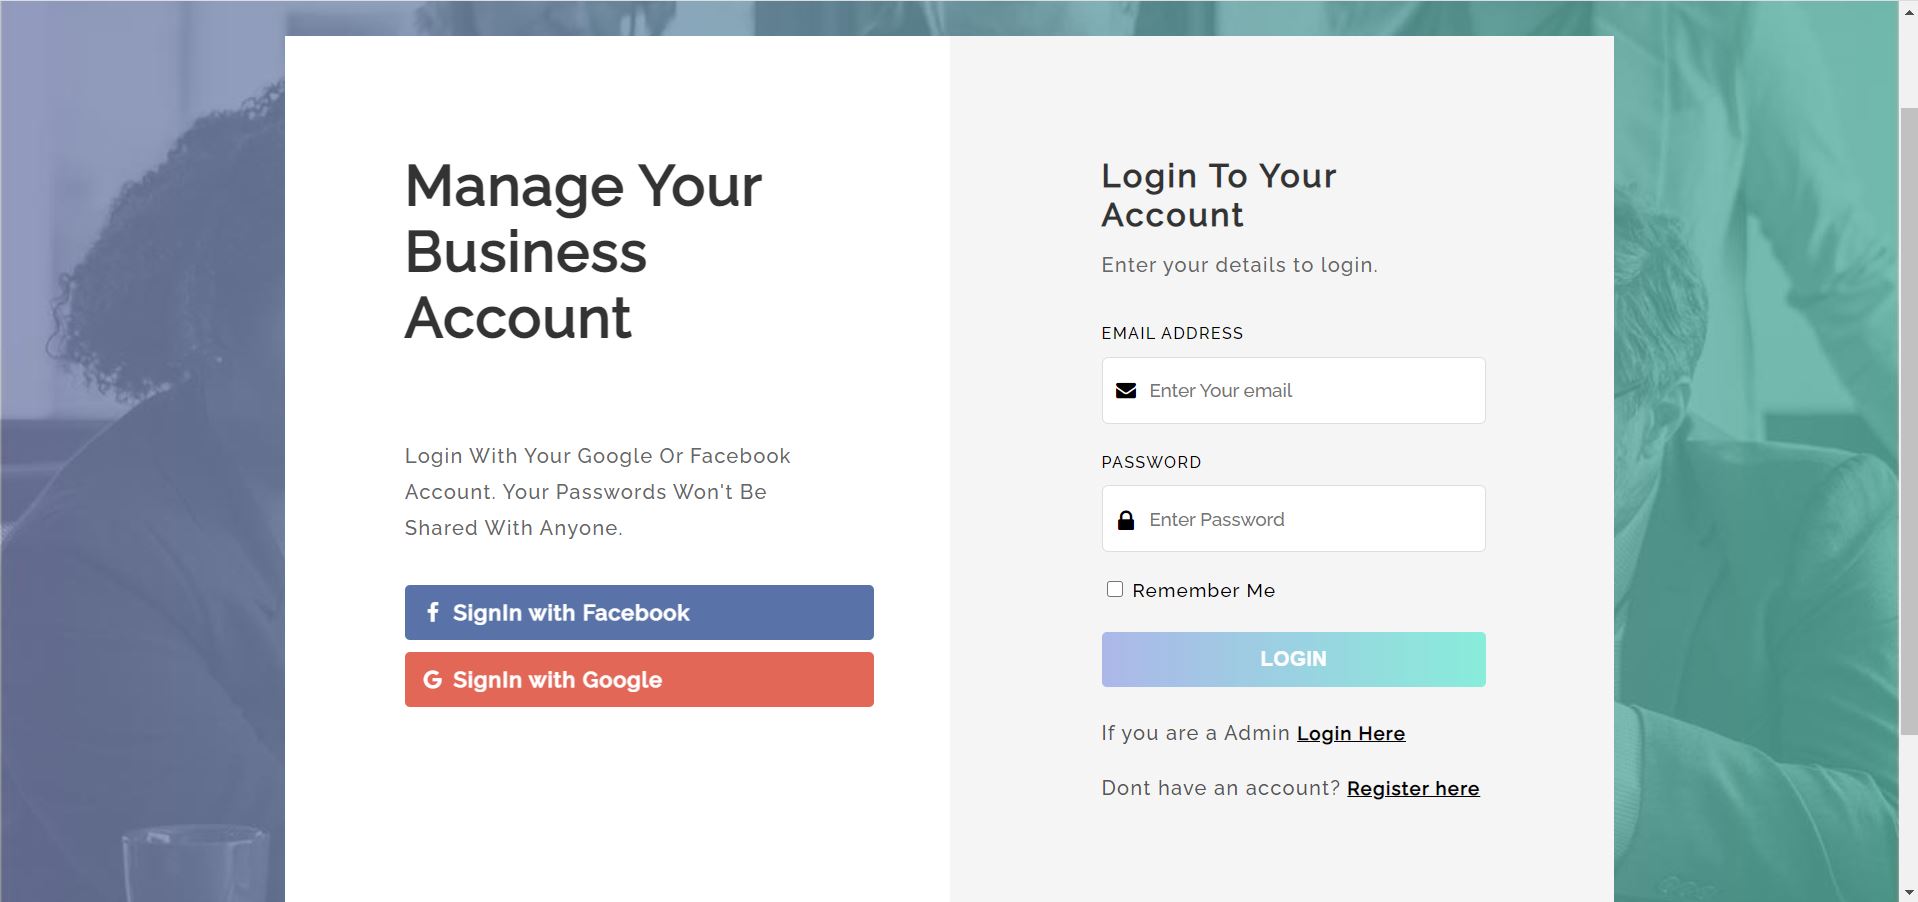 Manage Your
Business
Account
Login With Your Google Or Facebook
Account. Your Passwords Won't Be
Shared With Anyone.
SignIn with Facebook
SignIn with Google
Login To Your
Account
Enter your details to login.
EMAIL ADDRESS
Enter Your email
PASSWORD
Enter Password
Remember Me
LOGIN
If you are a Admin Login Here
Dont have an account? Register here